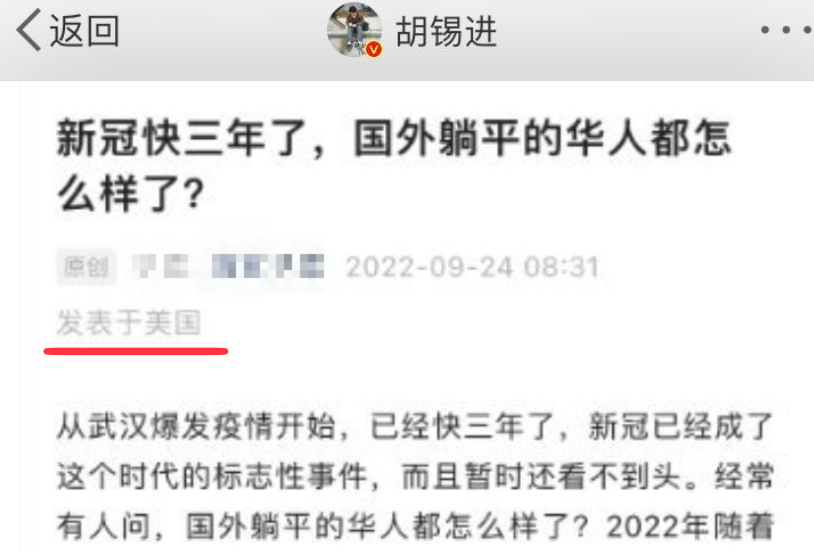 返回
胡锡进
新冠快三年了，国外躺平的华人都怎
么样了？
原创 2022-09-24 08:31
发表于美国
从武汉爆发疫情开始，已经快三年了，新冠已经成了
这个时代的标志性事件，而且暂时还看不到头。经常
有人问，国外躺平的华人都怎么样了？2022年随着